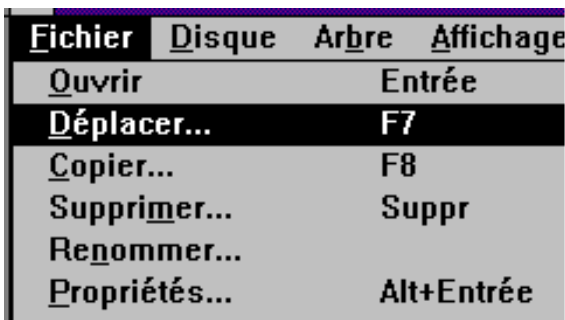 Fichier Disque Arbre Affichage
Ouvrir Entrée
Déplacer... F7
Copier... F8
Supprimer... Suppr
Renommer...
Propriétés... Alt+Entrée